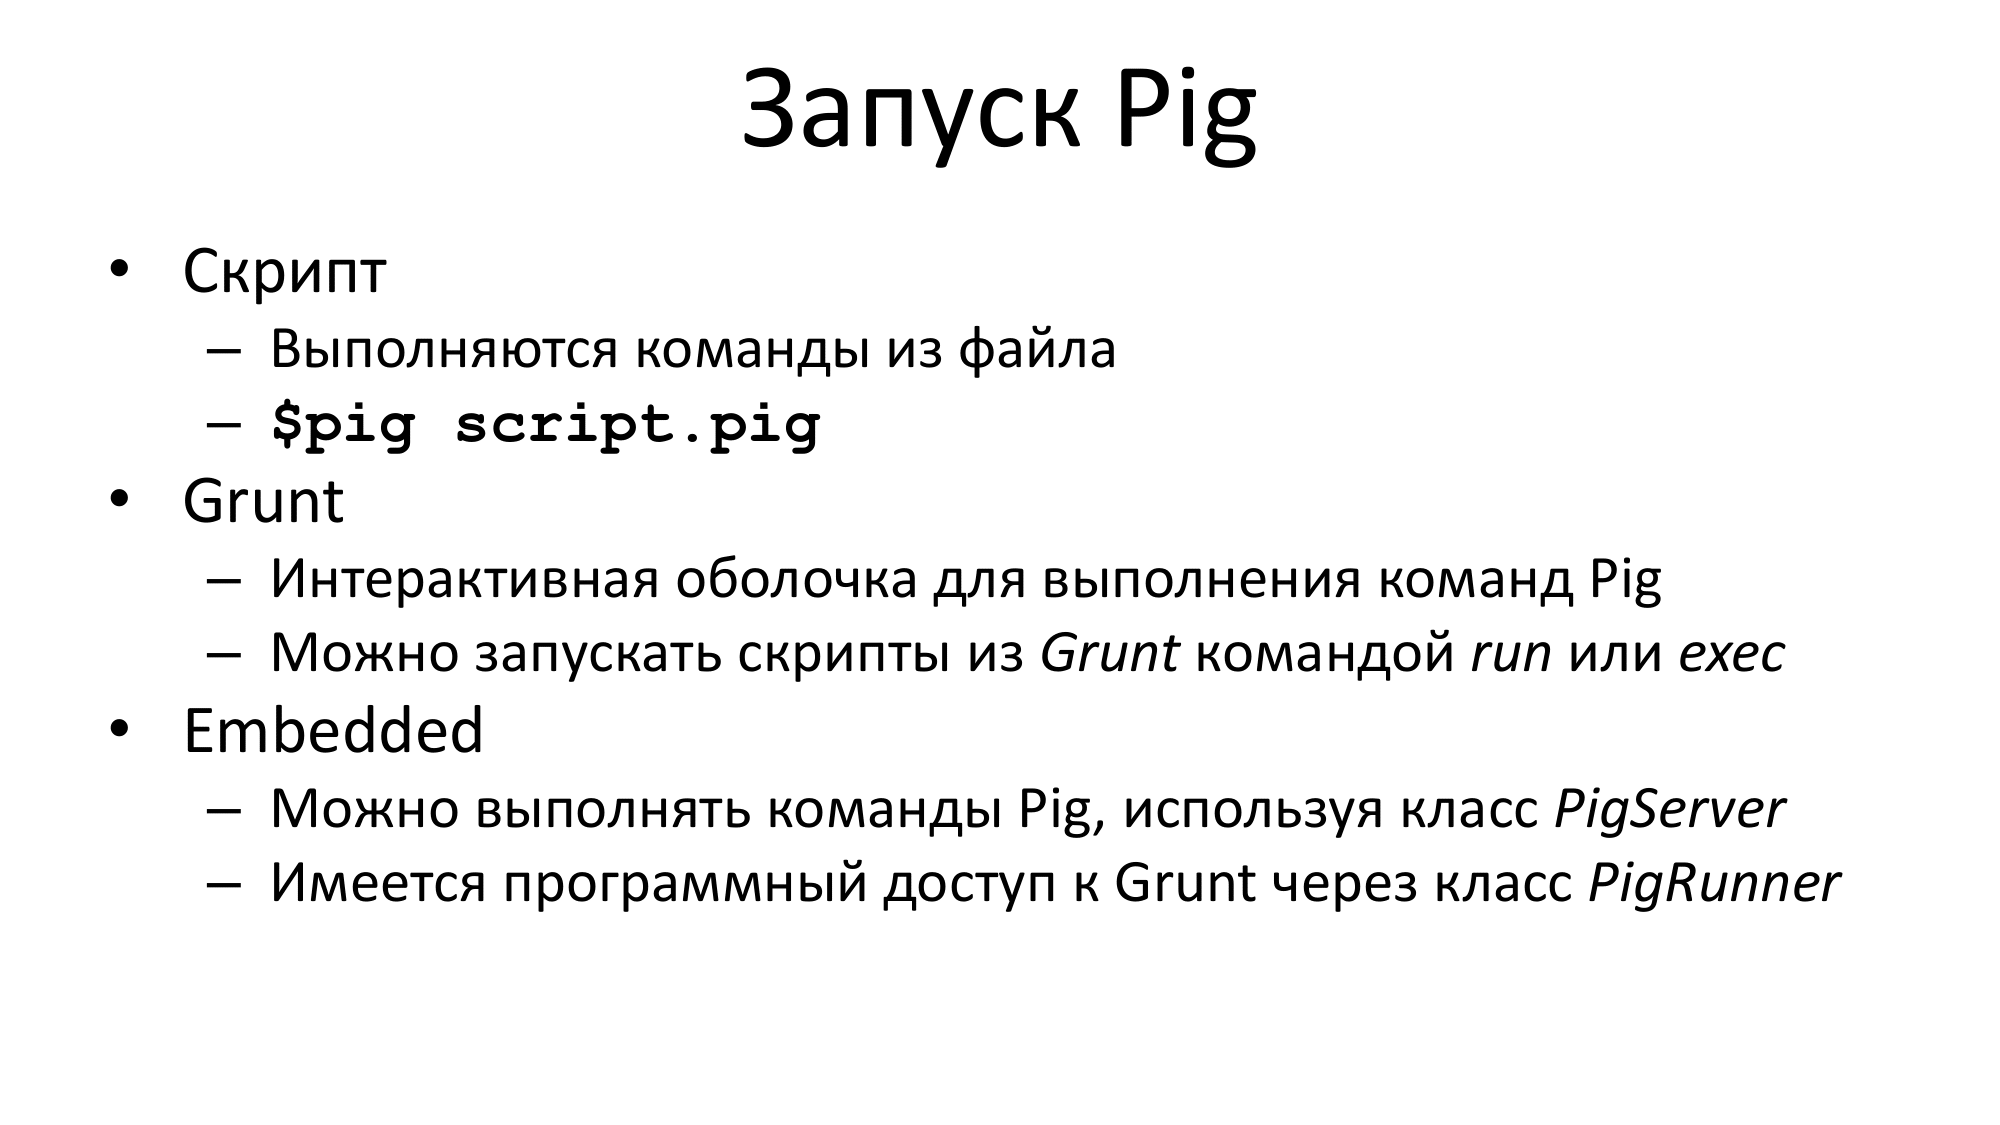 Запуск Pig
• Скрипт
– Выполняются команды из файла
– $pig script.pig
• Grunt
– Интерактивная оболочка для выполнения команд Pig
– Можно запускать скрипты из Grunt командой run или exec
• Embedded
– Можно выполнять команды Pig, используя класс PigServer
– Имеется программный доступ к Grunt через класс PigRunner